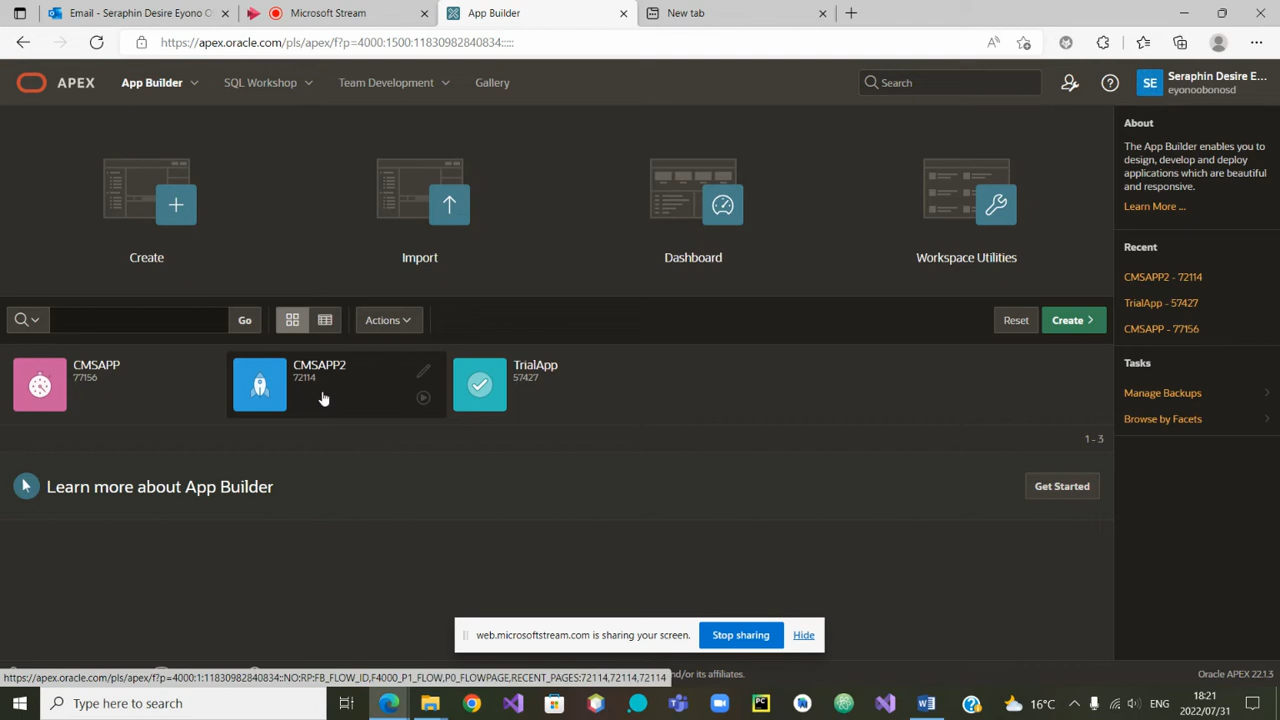 Email - Seraphin Desire Eyono O
Microsoft Stream
App Builder
New tab
https://apex.oracle.com/pls/apex/f?p=4000:1500:11830982840834:::::
APEX
App Builder
SQL Workshop
Team Development
Gallery
Search
SE
Seraphin Desire E...
eyonoobonosd
Create
Import
Dashboard
Workspace Utilities
About
The App Builder enables you to
design, develop and deploy
applications which are beautiful
and responsive.
Learn More ...
Recent
CMSAPP2 - 72114
TrialApp - 57427
CMSAPP - 77156
Tasks
Manage Backups
Browse by Facets
Go
Actions
Reset
Create
CMSAPP
77156
CMSAPP2
72114
TrialApp
57427
1 - 3
Learn more about App Builder
Get Started
web.microsoftstream.com is sharing your screen.
Stop sharing
Hide
https://apex.oracle.com/pls/apex/f?p=4000:1:11830982840834::NO:RP:FB_FLOW_ID,F4000_P1_FLOW,P0_FLOWPAGE,RECENT_PAGES:72114,72114,72114
nd/or its affiliates.
Oracle APEX 22.1.3
Type here to search
16°C
ENG
18:21
2022/07/31